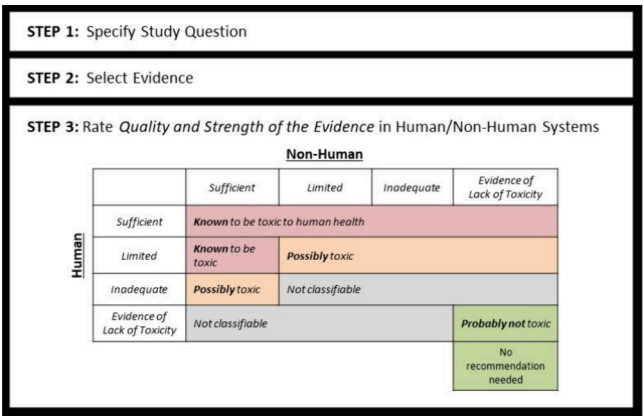 STEP 1: Specify Study Question
STEP 2: Select Evidence
STEP 3: Rate Quality and Strength of the Evidence in Human/Non-Human Systems
Non-Human
Sufficient Limited Inadequate Evidence of
Lack of Toxicity
Human
Sufficient Known to be toxic to human health
Limited Known to be
toxic Possibly toxic
Inadequate Possibly toxic Not classifiable
Evidence of
Lack of Toxicity Not classifiable Probably not toxic
No
recommendation
needed